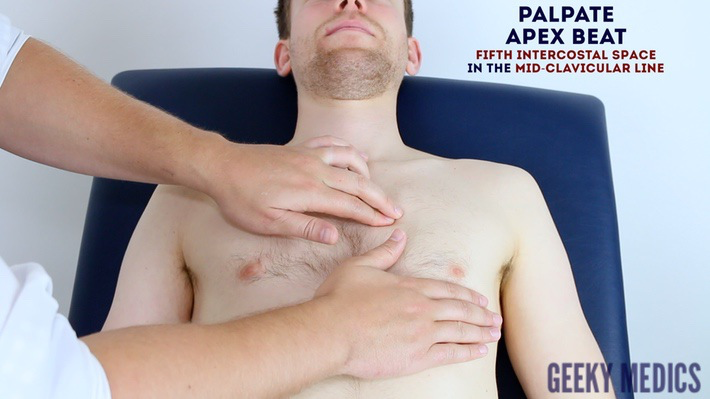 PALPATE
APEX BEAT
FIFTH INTERCOSTAL SPACE
IN THE MID-CLAVICULAR LINE
GEEKY MEDICS